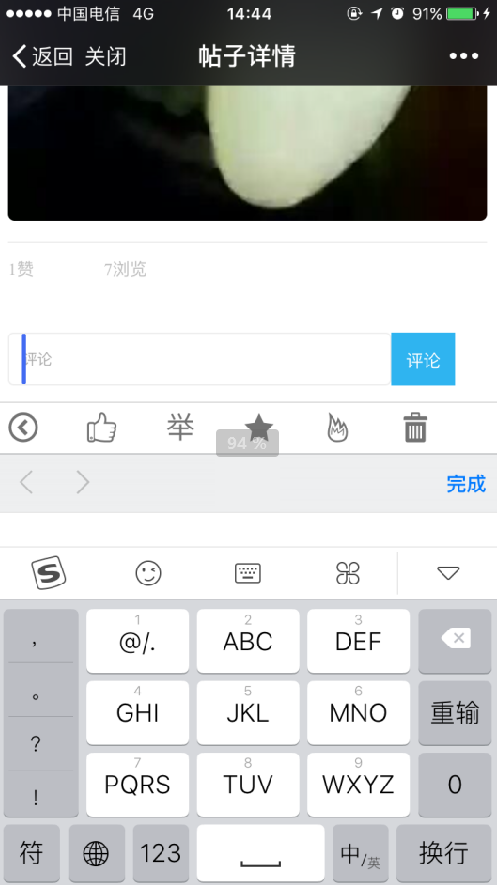 中国电信 4G 14:44 91%
返回 关闭 帖子详情
1赞 7浏览
评论 评论
举
94 %
完成
S
, 1 @/. 2 ABC 3 DEF
。 4 GHI 5 JKL 6 MNO 重输
? 7 PQRS 8 TUV 9 WXYZ 0
!
符 123 中/英 换行